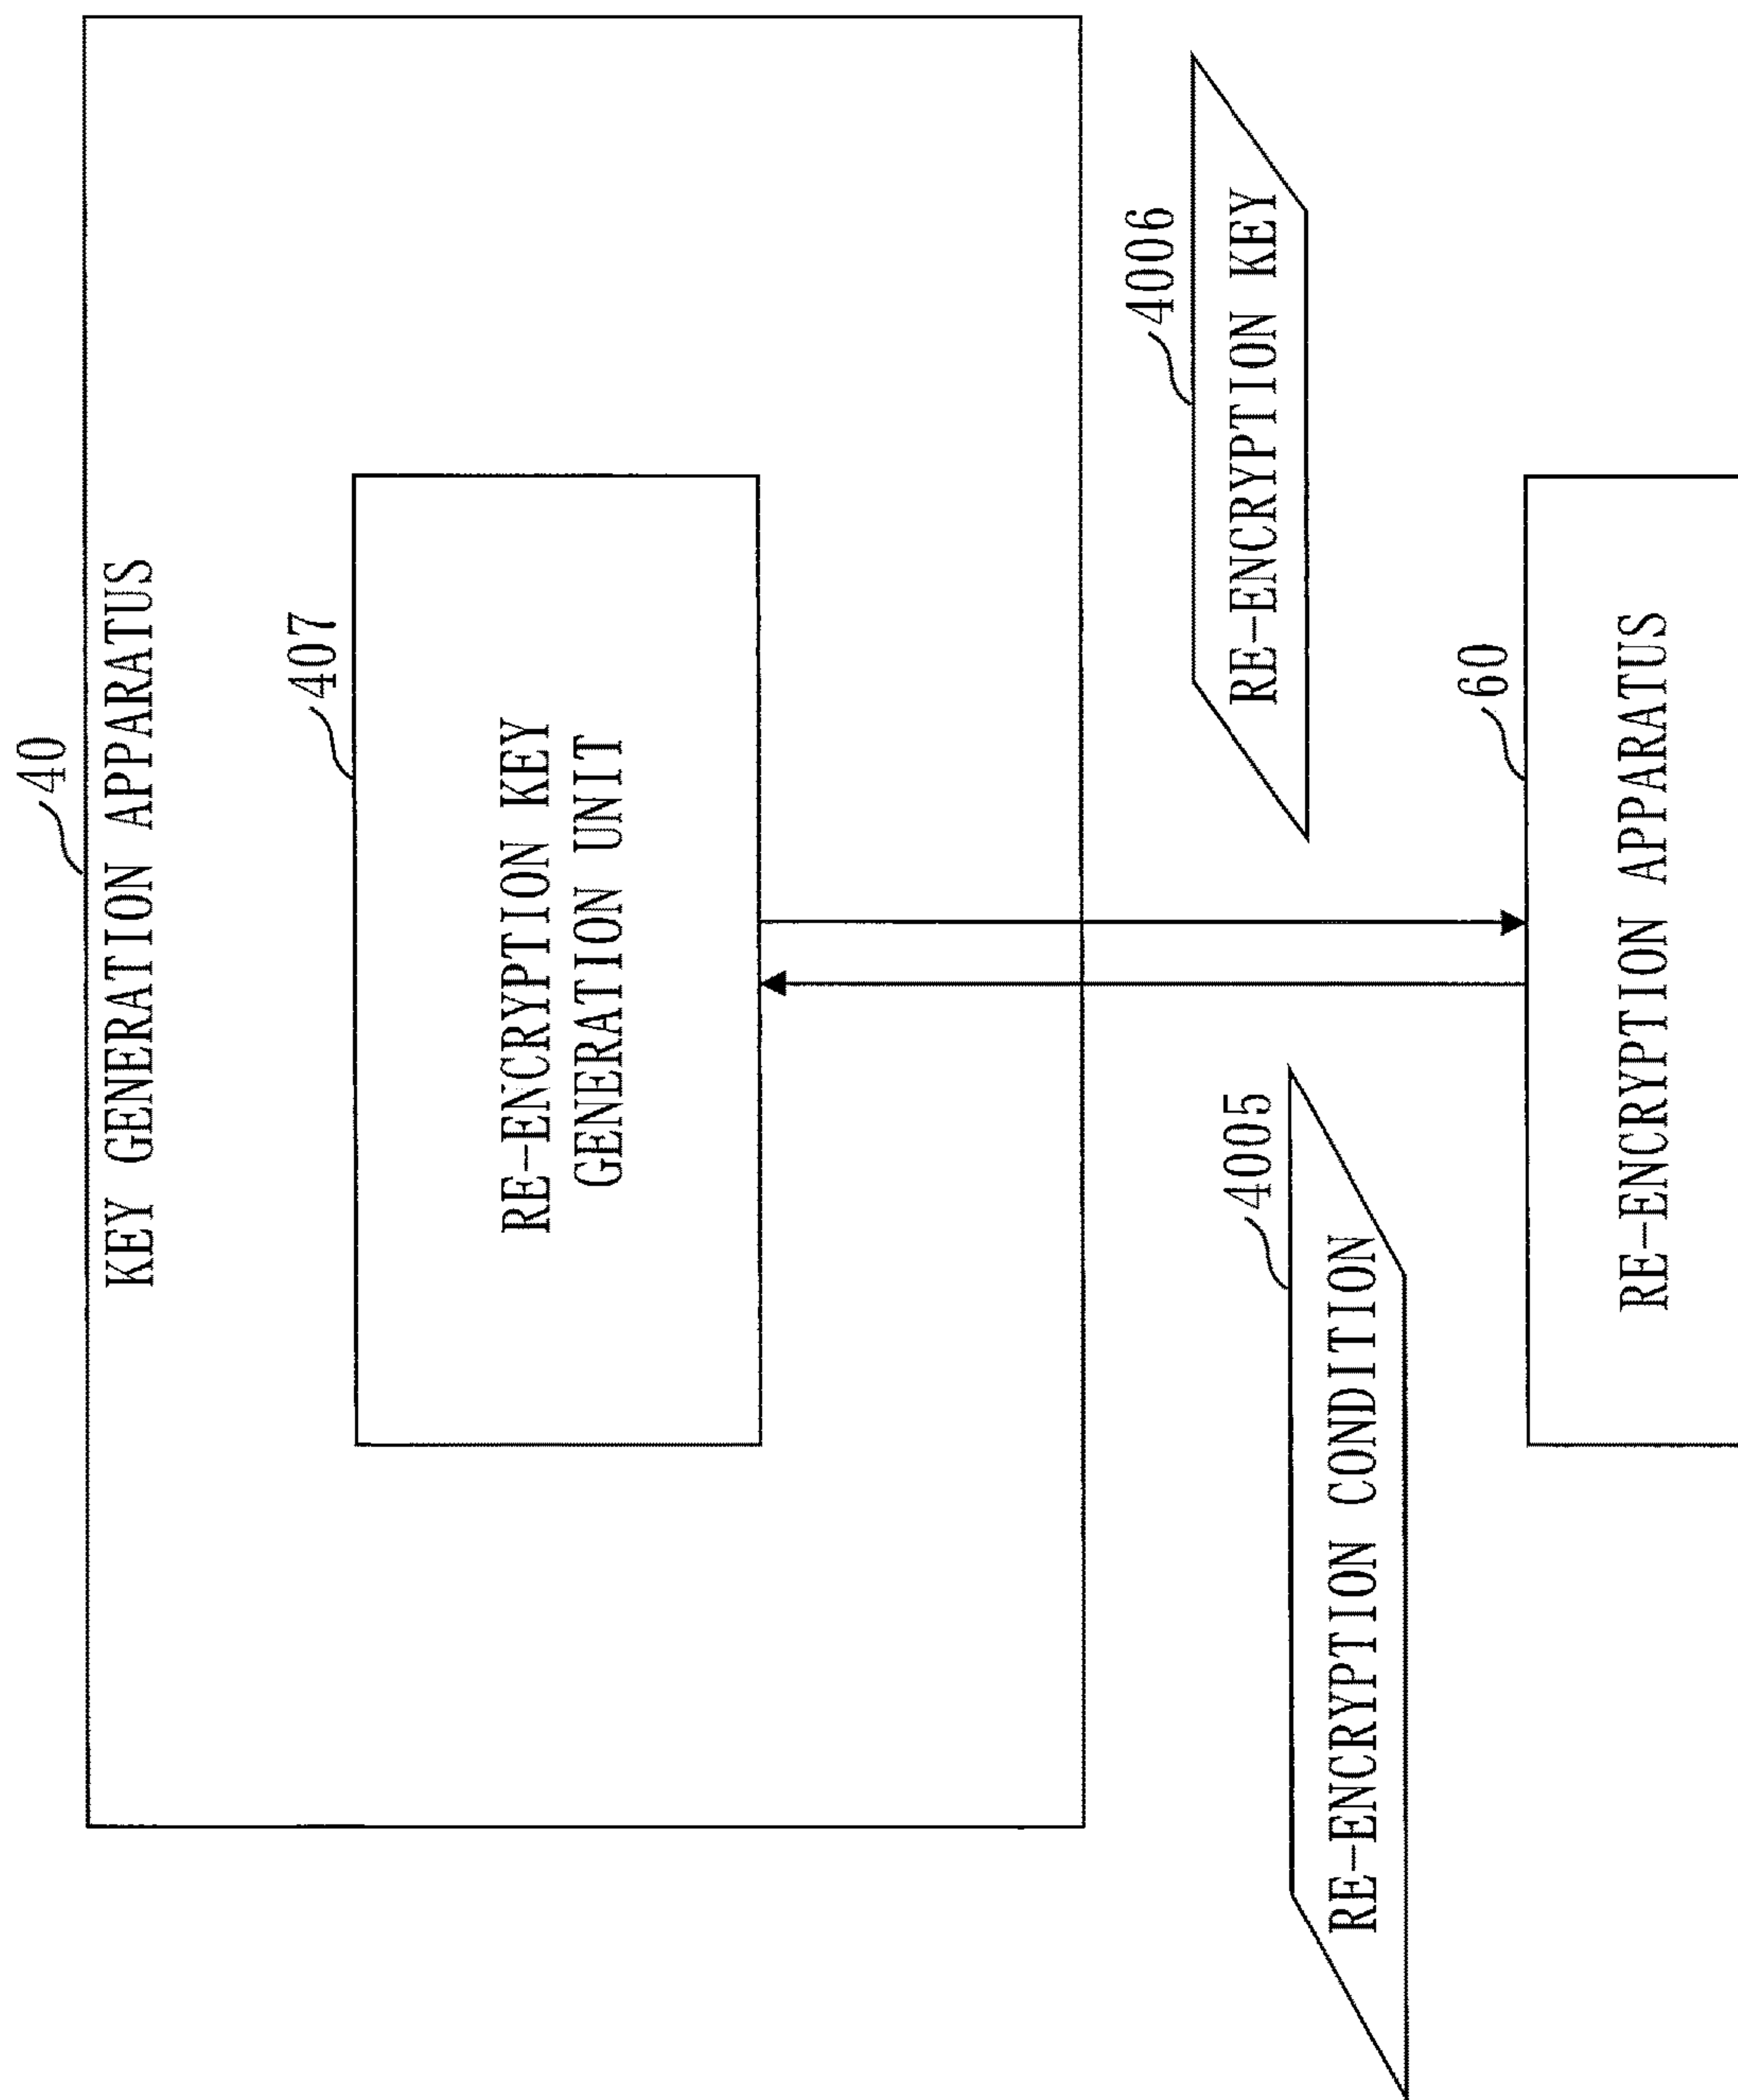 40
KEY GENERATION APPARATUS
407
RE-ENCRYPTION KEY
GENERATION UNIT
4005
RE-ENCRYPTION CONDITION
4006
RE-ENCRYPTION KEY
60
RE-ENCRYPTION APPARATUS